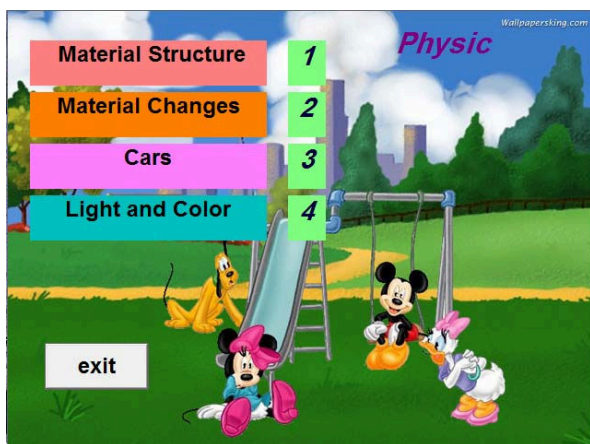 Wallpapersking.com
Physic
Material Structure 1
Material Changes 2
Cars 3
Light and Color 4
exit